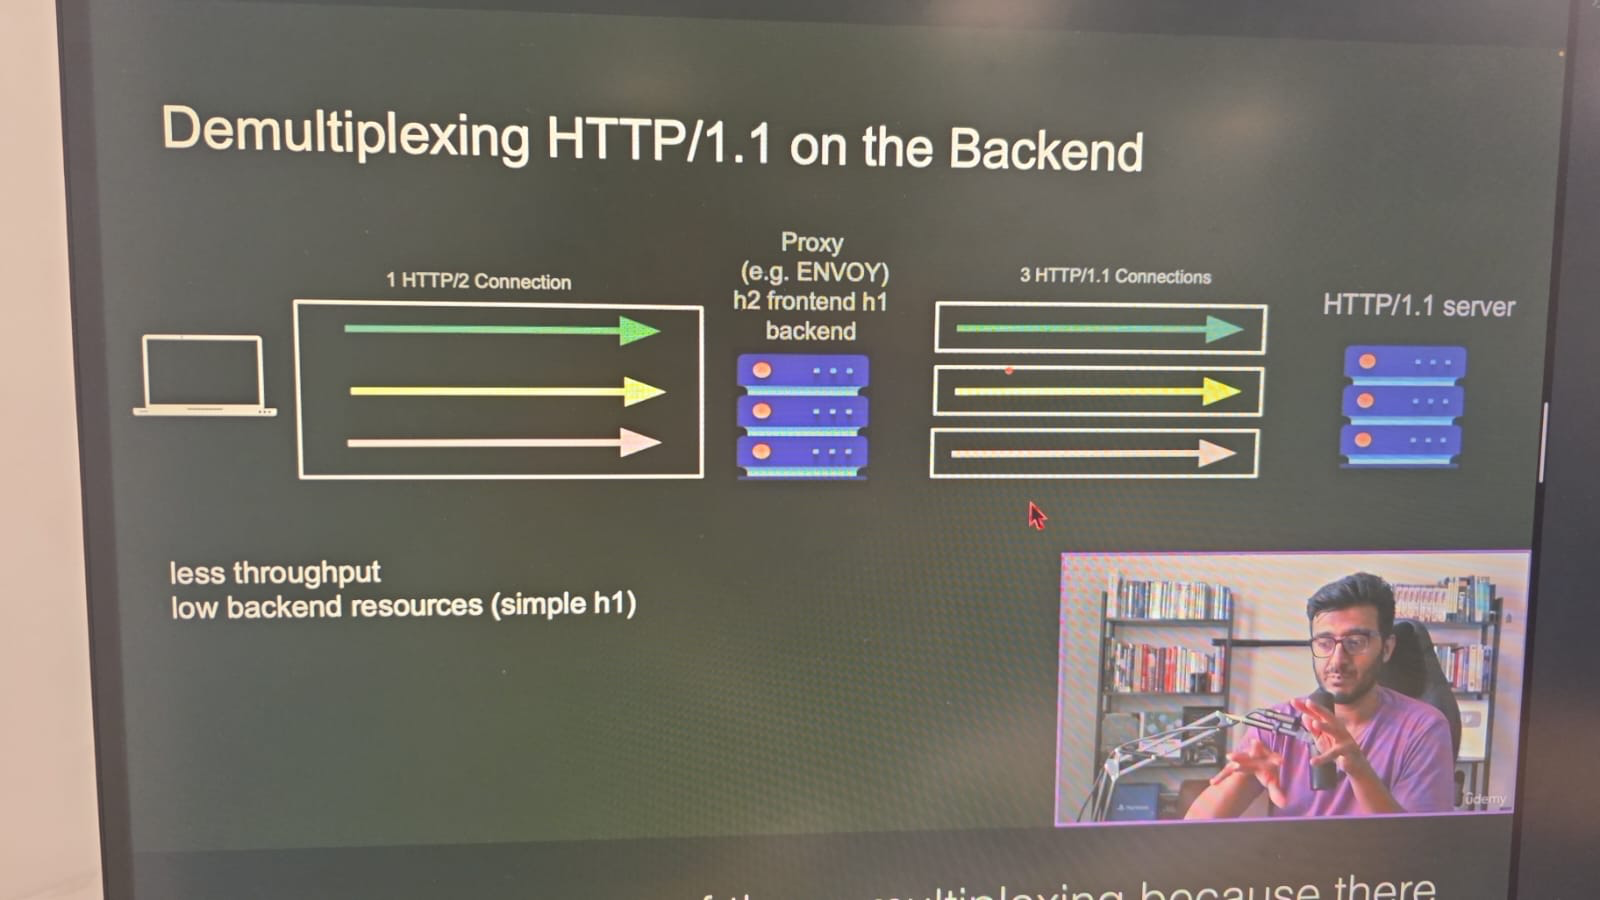 Demultiplexing HTTP/1.1 on the Backend
1 HTTP/2 Connection
Proxy
(e.g. ENVOY)
h2 frontend h1
backend
3 HTTP/1.1 Connections
HTTP/1.1 server
less throughput
low backend resources (simple h1)
udemy
multiplexing because there